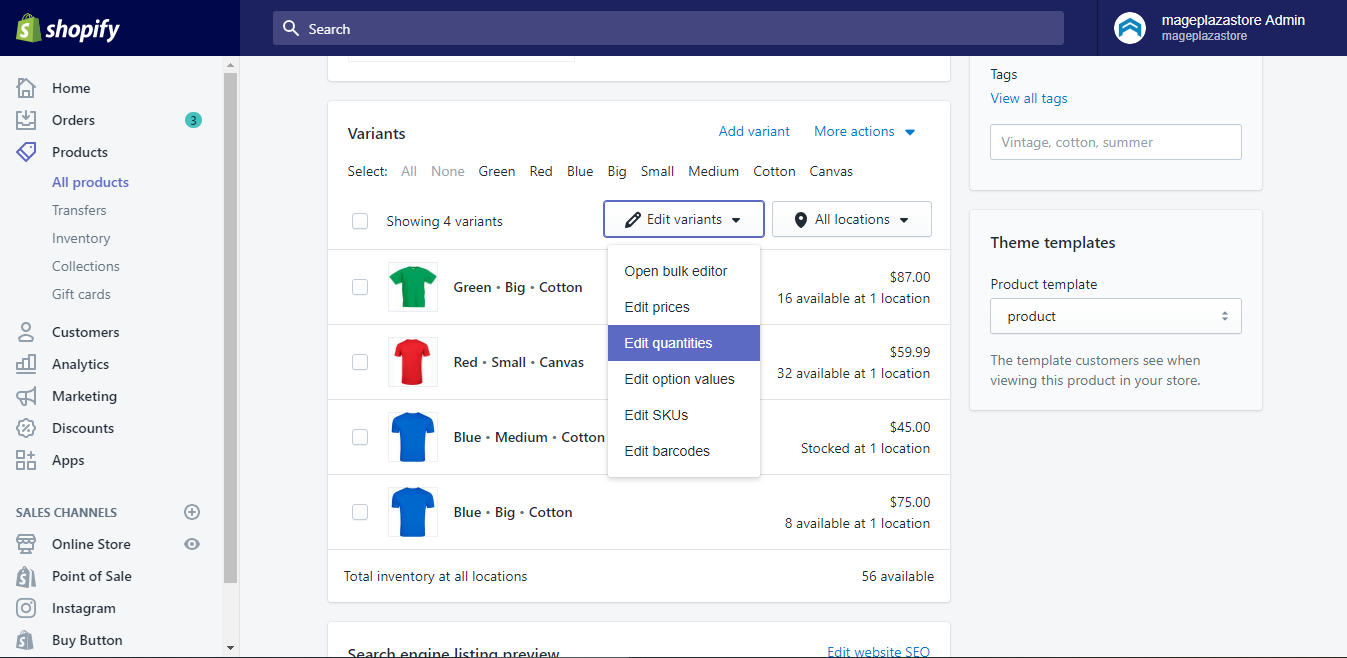 shopify
Search
mageplazastore Admin
mageplazastore
Home
Orders
3
Products
All products
Transfers
Inventory
Collections
Gift cards
Customers
Analytics
Marketing
Discounts
Apps
SALES CHANNELS
Online Store
Point of Sale
Instagram
Buy Button
Variants
Add variant
More actions
Select: All None Green Red Blue Big Small Medium Cotton Canvas
Showing 4 variants
Edit variants
All locations
Open bulk editor
Edit prices
Edit quantities
Edit option values
Edit SKUs
Edit barcodes
Green • Big • Cotton
$87.00
16 available at 1 location
Red • Small • Canvas
$59.99
32 available at 1 location
Blue • Medium • Cotton
$45.00
Stocked at 1 location
Blue • Big • Cotton
$75.00
8 available at 1 location
Total inventory at all locations
56 available
Search engine listing preview
Edit website SEO
Tags
View all tags
Vintage, cotton, summer
Theme templates
Product template
product
The template customers see when
viewing this product in your store.